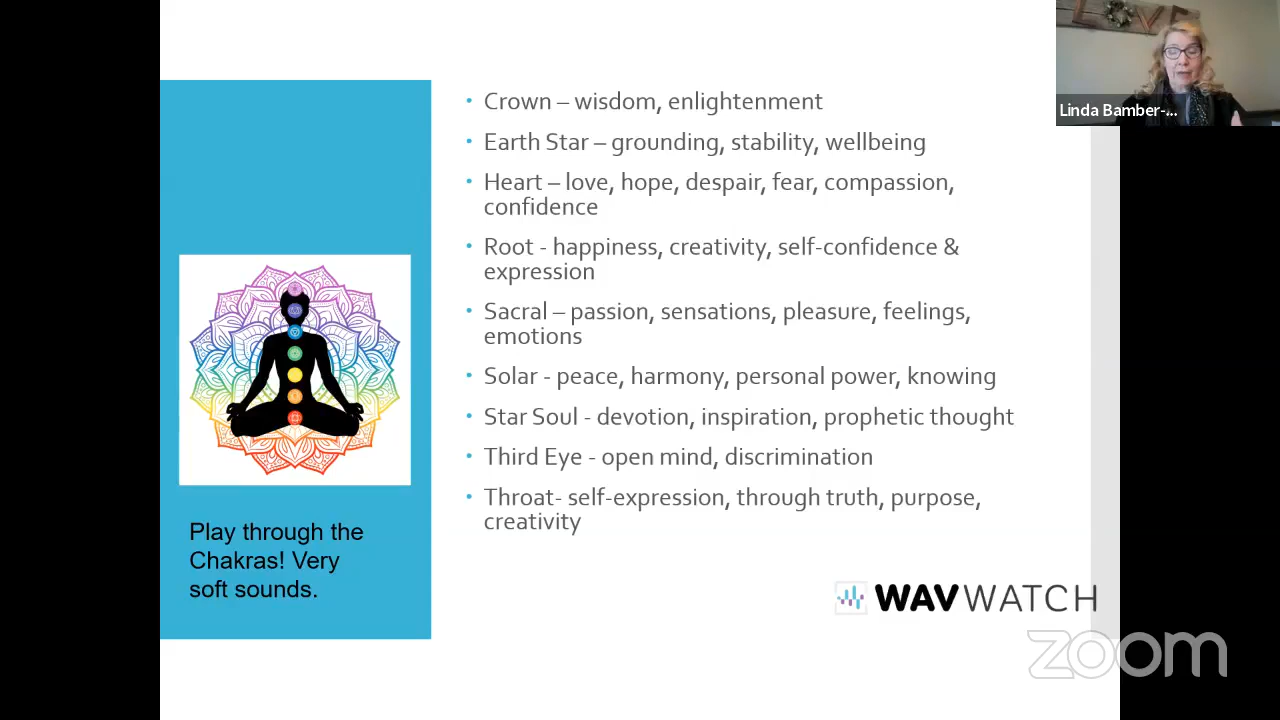 LOVE
Linda Bamber-...
• Crown – wisdom, enlightenment
• Earth Star – grounding, stability, wellbeing
• Heart – love, hope, despair, fear, compassion,
confidence
• Root - happiness, creativity, self-confidence &
expression
• Sacral – passion, sensations, pleasure, feelings,
emotions
• Solar - peace, harmony, personal power, knowing
• Star Soul - devotion, inspiration, prophetic thought
• Third Eye - open mind, discrimination
• Throat- self-expression, through truth, purpose,
creativity
Play through the
Chakras! Very
soft sounds.
WAVWATCH
zoom